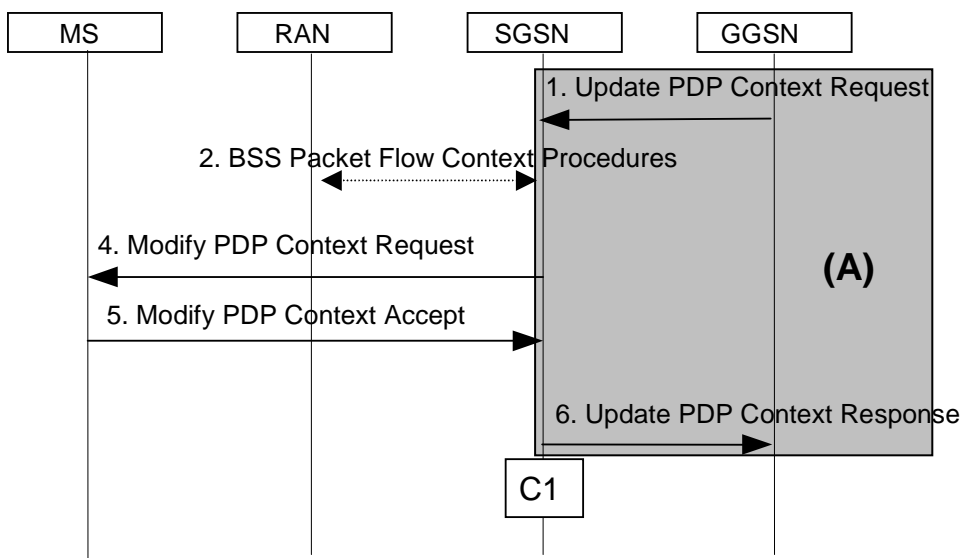 MS
RAN
SGSN
GGSN
1. Update PDP Context Request
2. BSS Packet Flow Context Procedures
4. Modify PDP Context Request
(A)
5. Modify PDP Context Accept
6. Update PDP Context Response
C1